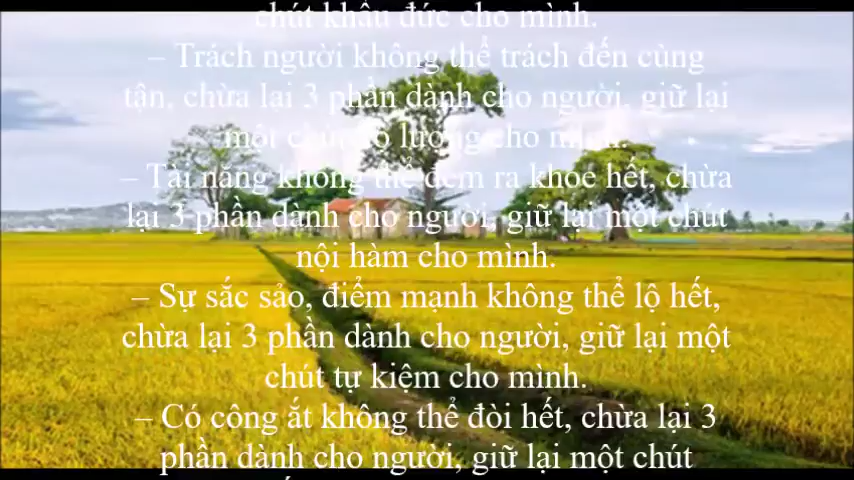 chút khẩu đức cho mình.
– Trách người không thể trách đến cùng
tận, chừa lại 3 phần dành cho người, giữ lại
một chút độ lượng cho mình.
– Tài năng không thể đem ra khoe hết, chừa
lại 3 phần dành cho người, giữ lại một chút
nội hàm cho mình.
– Sự sắc sảo, điểm mạnh không thể lộ hết,
chừa lại 3 phần dành cho người, giữ lại một
chút tự kiệm cho mình.
– Có công ắt không thể đòi hết, chừa lại 3
phần dành cho người, giữ lại một chút